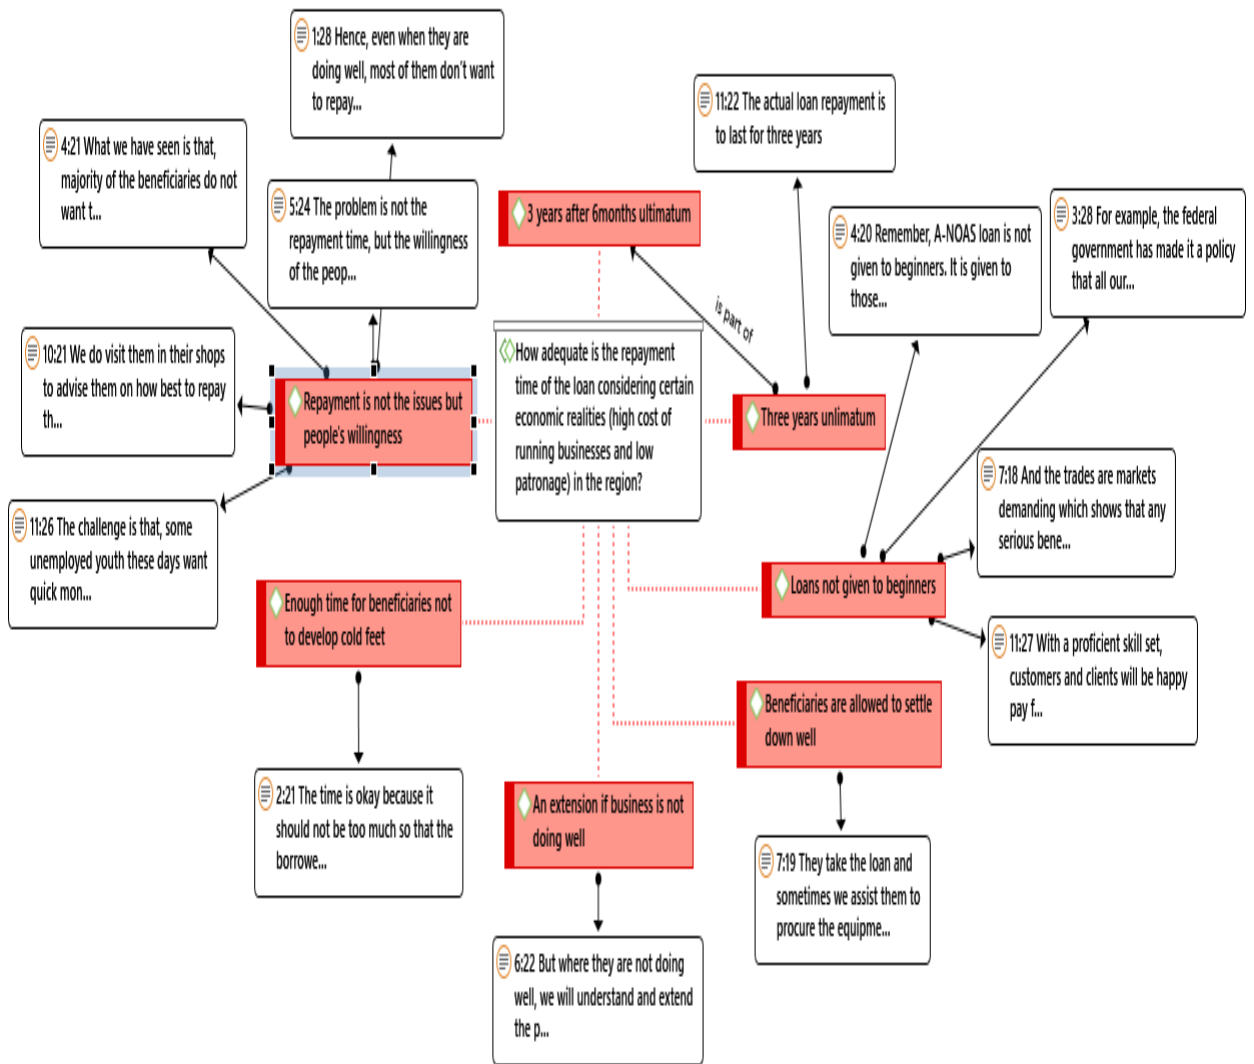 1:28 Hence, even when they are
doing well, most of them don't want
to repay...
4:21 What we have seen is that,
majority of the beneficiaries do not
want t...
5:24 The problem is not the
repayment time, but the willingness
of the peop...
3 years after 6months ultimatum
11:22 The actual loan repayment is
to last for three years
4:20 Remember, A-NOAS loan is not
given to beginners. It is given to
those...
3:28 For example, the federal
government has made it a policy
that all our...
is part of
10:21 We do visit them in their shops
to advise them on how best to repay
th...
Repayment is not the issues but
people's willingness
How adequate is the repayment
time of the loan considering certain
economic realities (high cost of
running businesses and low
patronage) in the region?
Three years unlimatum
11:26 The challenge is that, some
unemployed youth these days want
quick mon...
7:18 And the trades are markets
demanding which shows that any
serious bene...
Enough time for beneficiaries not
to develop cold feet
Loans not given to beginners
11:27 With a proficient skill set,
customers and clients will be happy
pay f...
Beneficiaries are allowed to settle
down well
2:21 The time is okay because it
should not be too much so that the
borrowe...
An extension if business is not
doing well
7:19 They take the loan and
sometimes we assist them to
procure the equipme...
6:22 But where they are not doing
well, we will understand and extend
the p...